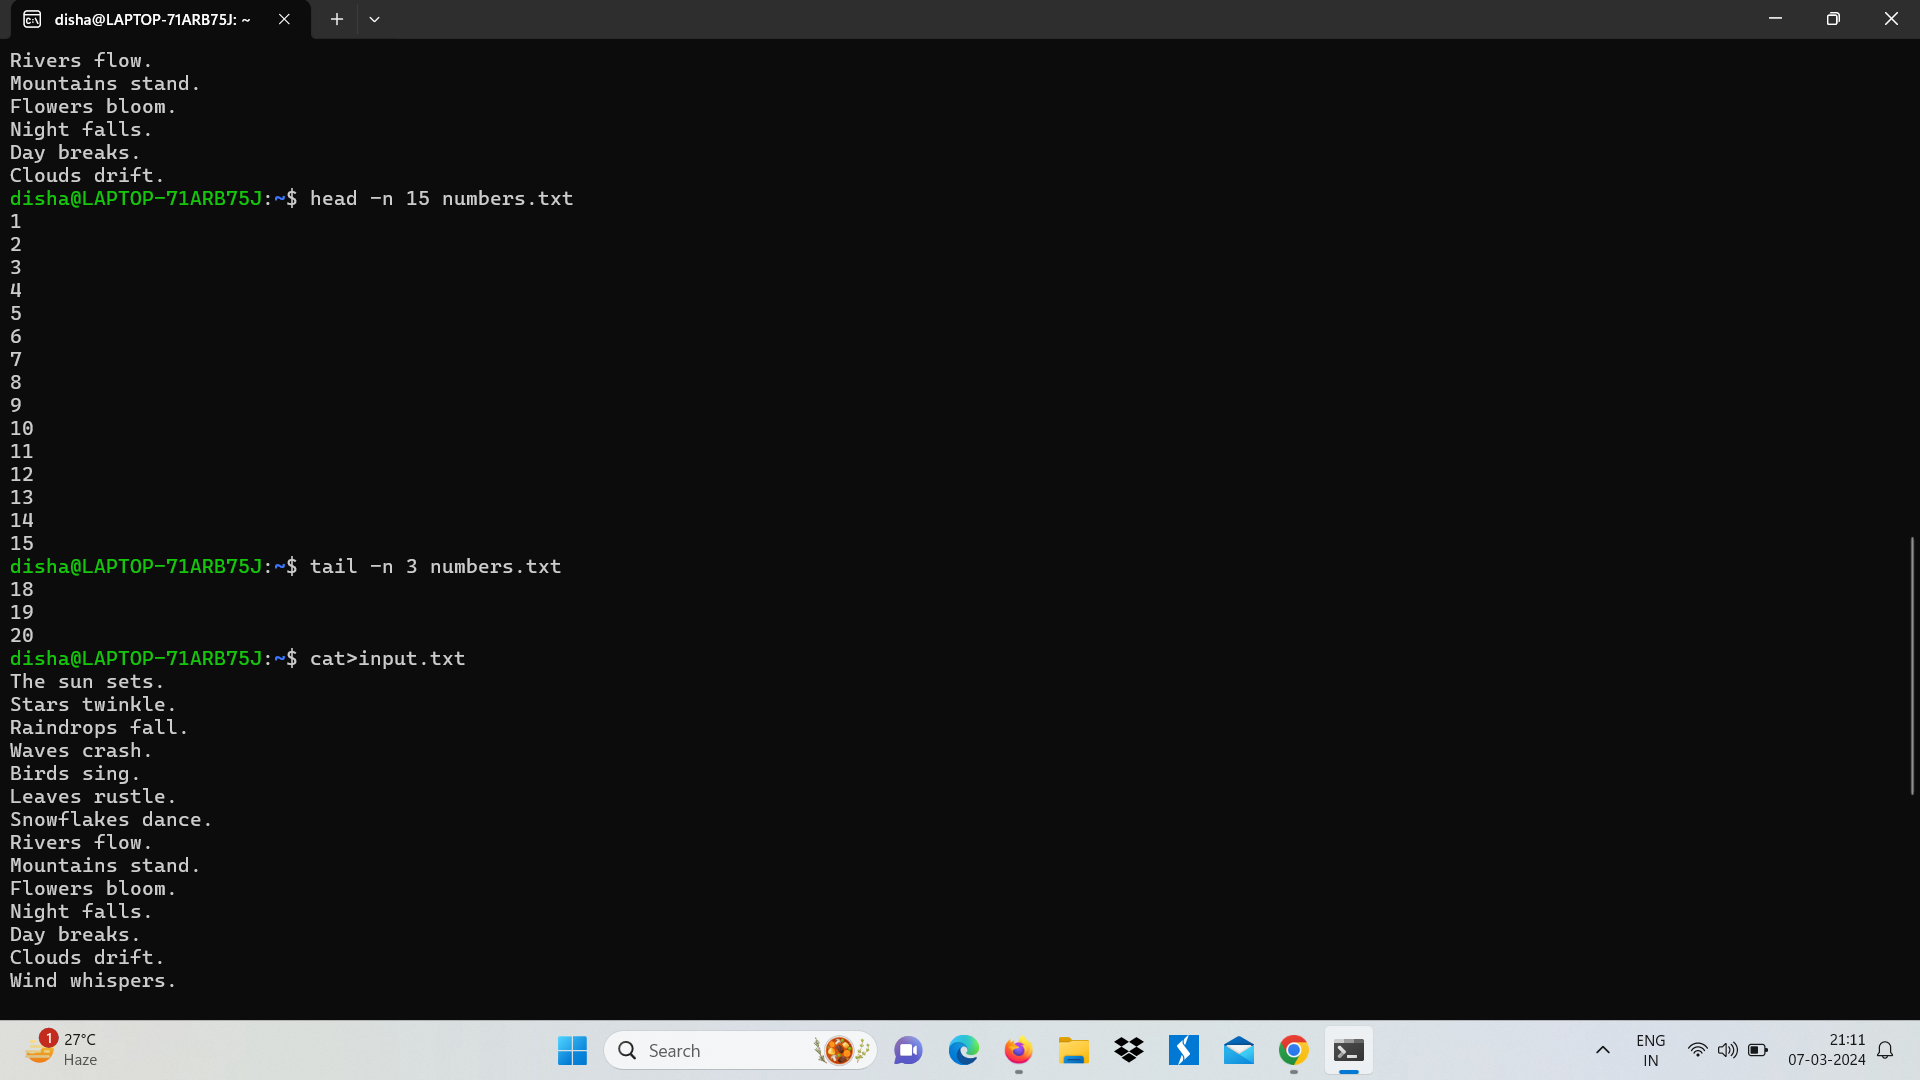 disha@LAPTOP-71ARB75J: ~
Rivers flow.
Mountains stand.
Flowers bloom.
Night falls.
Day breaks.
Clouds drift.
disha@LAPTOP-71ARB75J:~$ head -n 15 numbers.txt
1
2
3
4
5
6
7
8
9
10
11
12
13
14
15
disha@LAPTOP-71ARB75J:~$ tail -n 3 numbers.txt
18
19
20
disha@LAPTOP-71ARB75J:~$ cat>input.txt
The sun sets.
Stars twinkle.
Raindrops fall.
Waves crash.
Birds sing.
Leaves rustle.
Snowflakes dance.
Rivers flow.
Mountains stand.
Flowers bloom.
Night falls.
Day breaks.
Clouds drift.
Wind whispers.
1
27°C
Haze
Search
ENG
IN
21:11
07-03-2024